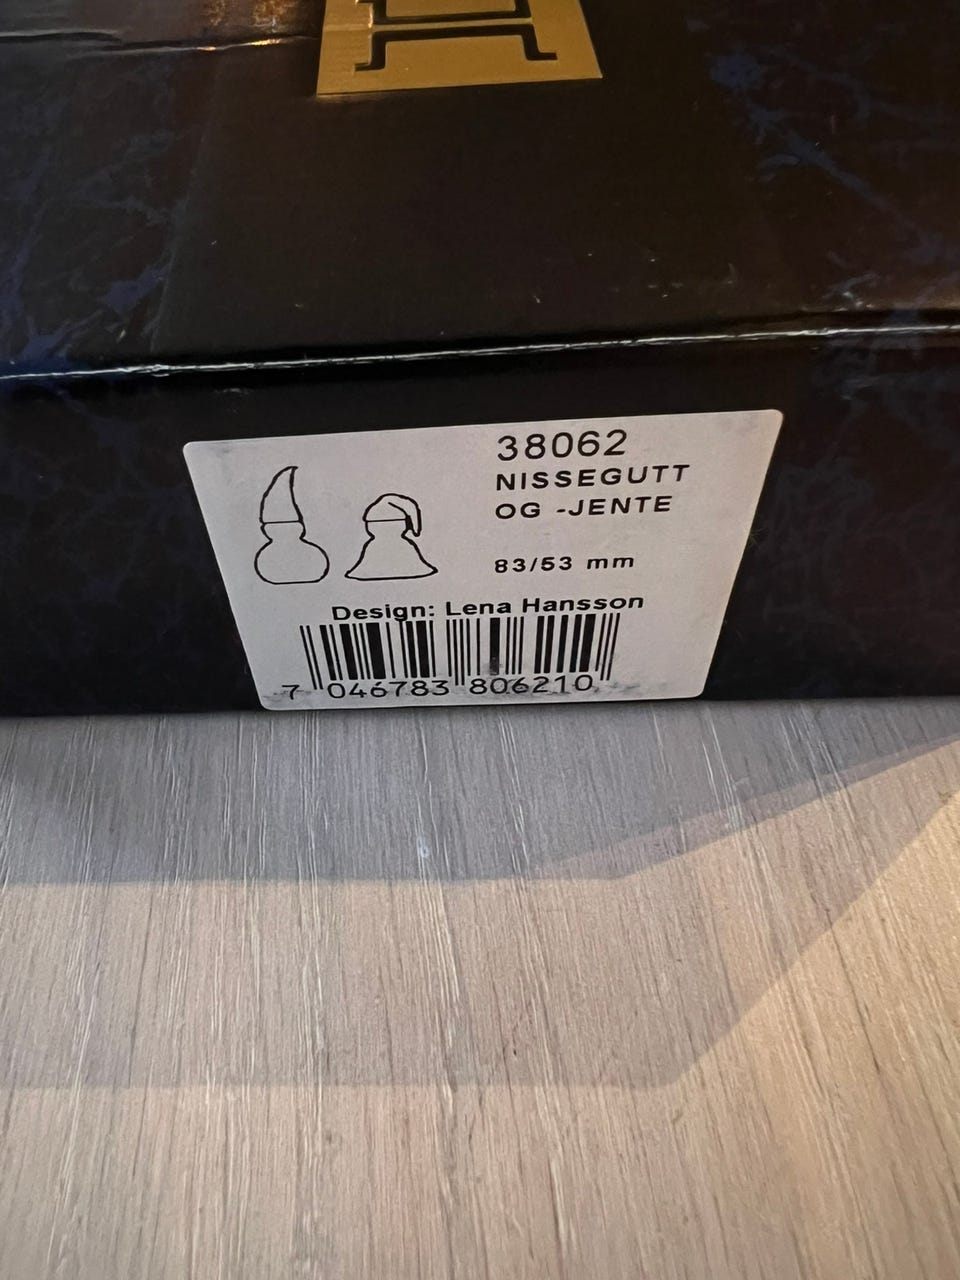 38062
NISSEGUTT
OG -JENTE
83/53 mm
Design: Lena Hansson
7 046783 806210